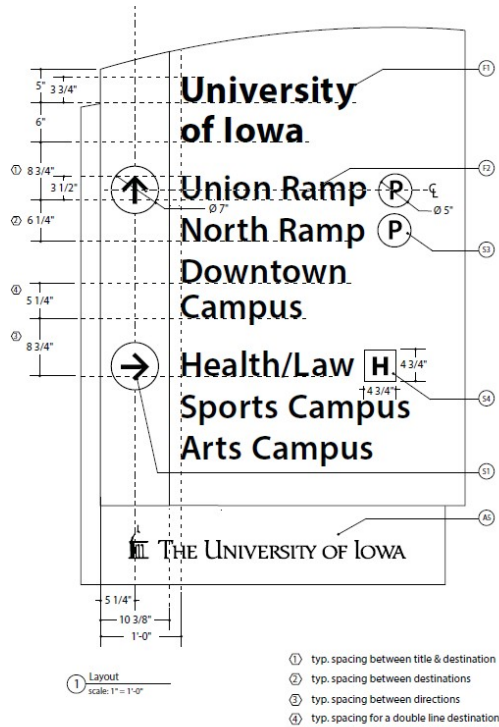 University
of Iowa
Union Ramp P ℄
North Ramp P
Downtown
Campus
Health/Law H
Sports Campus
Arts Campus
THE UNIVERSITY OF IOWA
5"
3 3/4"
6"
1 8 3/4"
3 1/2"
2 6 1/4"
4
5 1/4"
3
8 3/4"
Ø 7"
Ø 5"
4 3/4"
4 3/4"
F1
F2
S3
S4
S1
A5
5 1/4"
10 3/8"
1'-0"
1 Layout
scale: 1" = 1'-0"
1 typ. spacing between title & destination
2 typ. spacing between destinations
3 typ. spacing between directions
4 typ. spacing for a double line destination